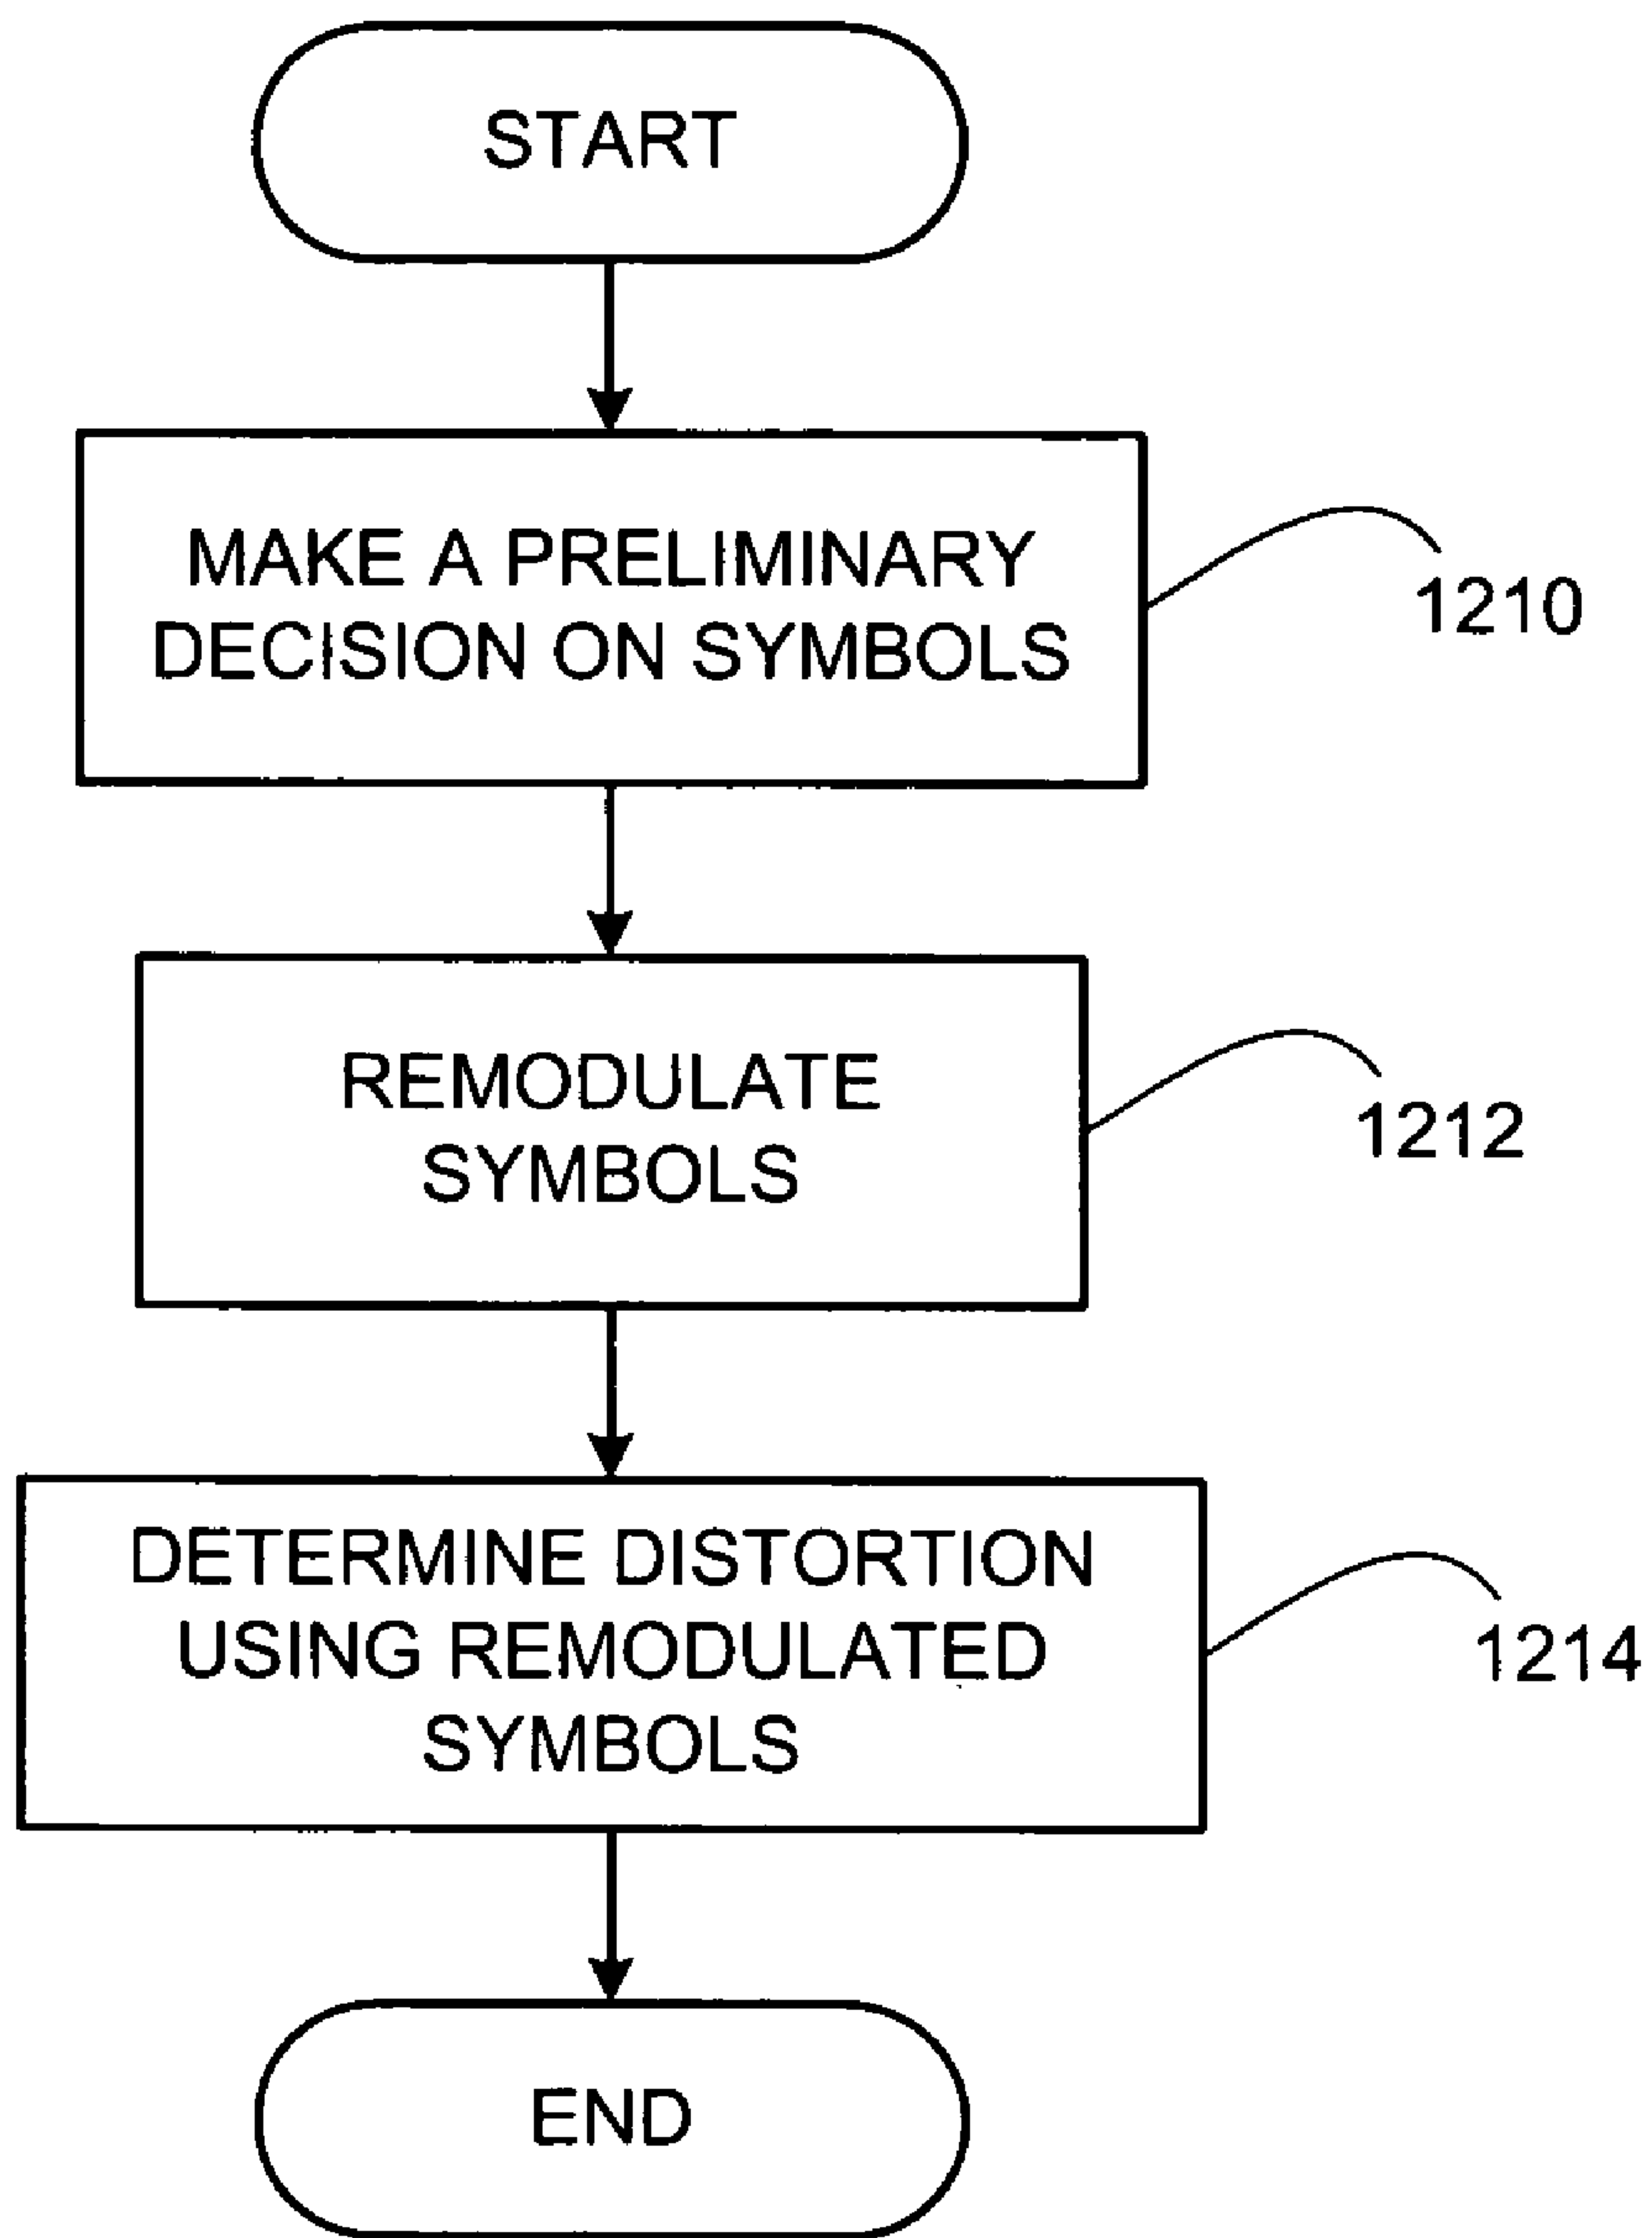 START
MAKE A PRELIMINARY
DECISION ON SYMBOLS
1210
REMODULATE
SYMBOLS
1212
DETERMINE DISTORTION
USING REMODULATED
SYMBOLS
1214
END